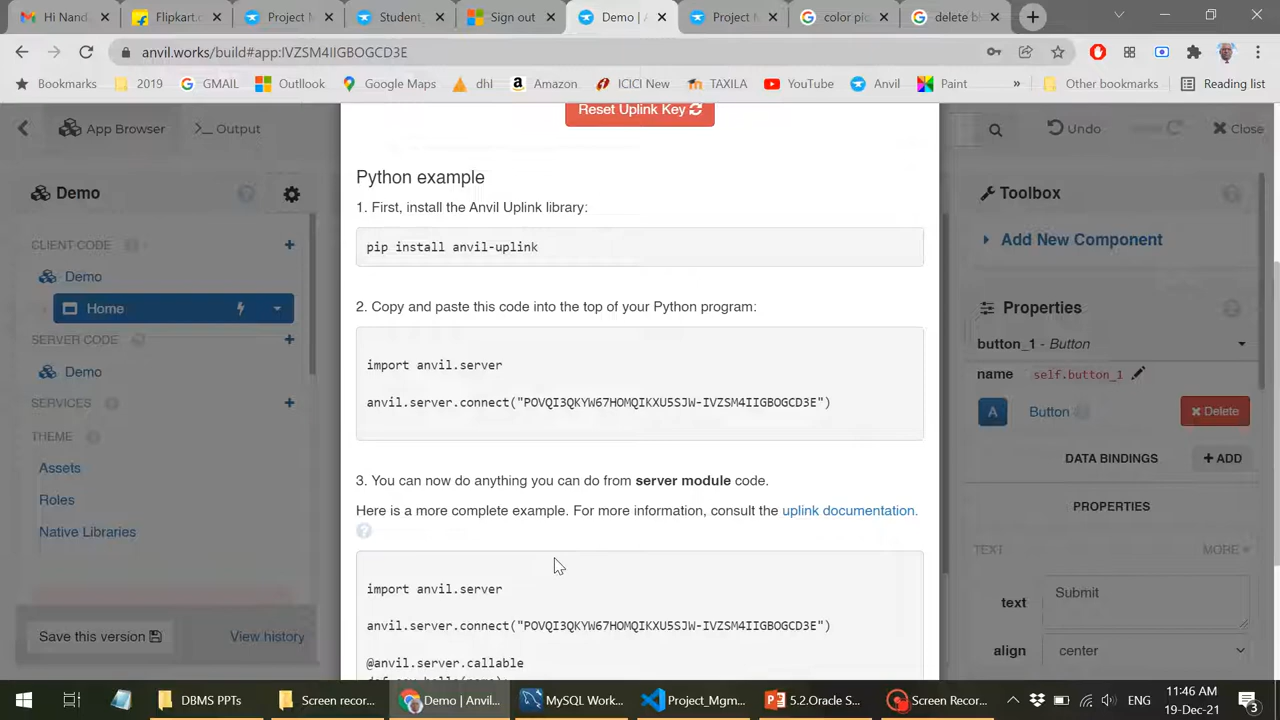 Hi Nand
Flipkart.c
Project M
Student_
Sign out
Demo | A
Project M
color pic
delete bl
anvil.works/build#app:IVZSM4IIGBOGCD3E
Bookmarks
2019
GMAIL
Outllook
Google Maps
dhl
Amazon
ICICI New
TAXILA
YouTube
Anvil
Paint
»
Other bookmarks
Reading list
App Browser
Output
Reset Uplink Key
Undo
Close
Demo
Python example
Toolbox
1. First, install the Anvil Uplink library:
CLIENT CODE
Add New Component
pip install anvil-uplink
Demo
Home
2. Copy and paste this code into the top of your Python program:
Properties
SERVER CODE
button_1 - Button
import anvil.server
Demo
name self.button_1
anvil.server.connect("POVQI3QKYW67HOMQIKXU5SJW-IVZSM4IIGBOGCD3E")
SERVICES
A Button
Delete
THEME
DATA BINDINGS
+ ADD
Assets
3. You can now do anything you can do from server module code.
Roles
PROPERTIES
Here is a more complete example. For more information, consult the uplink documentation.
Native Libraries
TEXT
MORE
import anvil.server
text
Submit
anvil.server.connect("POVQI3QKYW67HOMQIKXU5SJW-IVZSM4IIGBOGCD3E")
Save this version
View history
align
center
@anvil.server.callable
DBMS PPTs
Screen recor...
Demo | Anvil...
MySQL Work...
Project_Mgm...
5.2.Oracle S...
Screen Recor...
ENG
11:46 AM
19-Dec-21
3